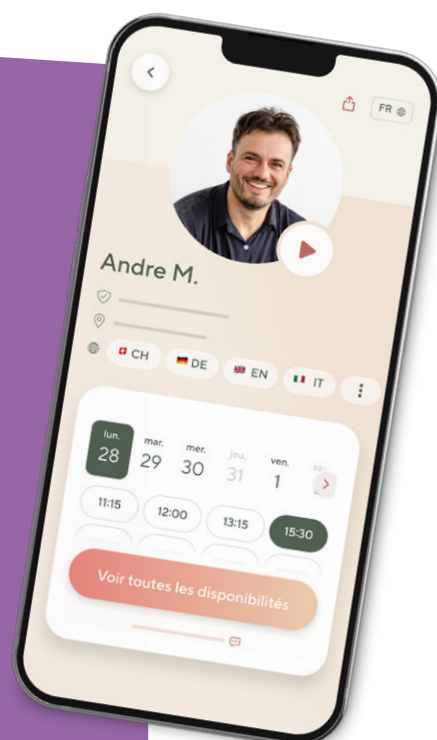 FR
Andre M.
CH DE EN IT
lun. mar. mer. jeu. ven.
28 29 30 31 1
11:15 12:00 13:15 15:30
Voir toutes les disponibilités